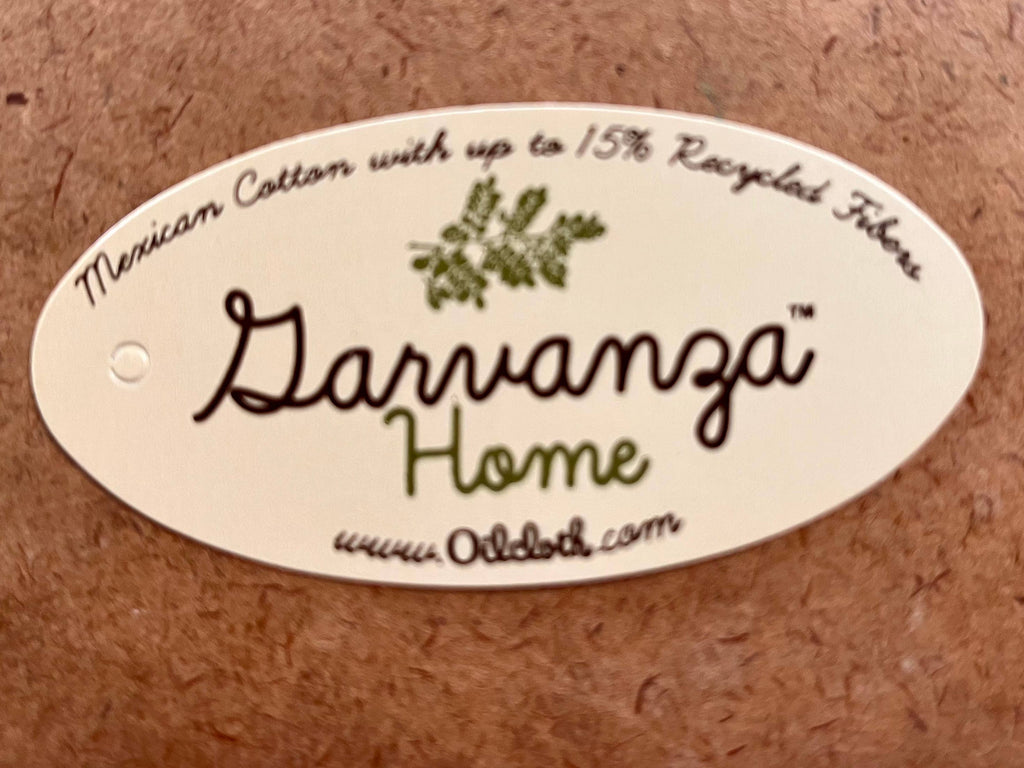 Mexican Cotton with up to 15% Recycled Fibers
Garvanza™
Home
www.Oilcloth.com